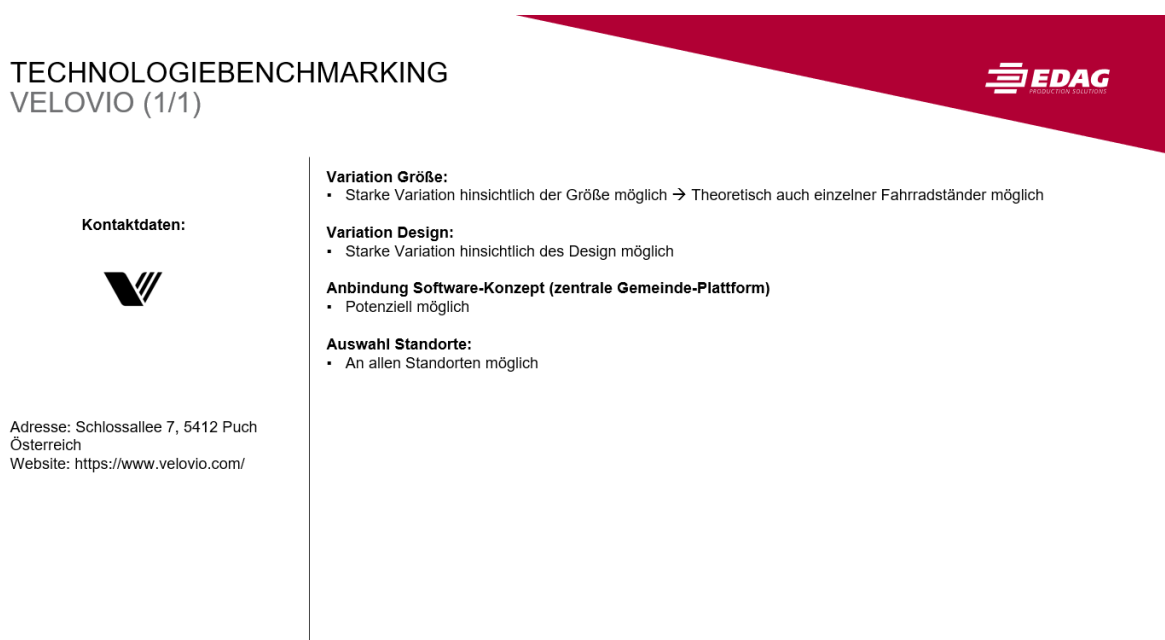 TECHNOLOGIEBENCHMARKING
VELOVIO (1/1)
EDAG
PRODUCTION SOLUTIONS
Kontaktdaten:
Adresse: Schlossallee 7, 5412 Puch
Österreich
Website: https://www.velovio.com/
Variation Größe:
▪ Starke Variation hinsichtlich der Größe möglich → Theoretisch auch einzelner Fahrradständer möglich
Variation Design:
▪ Starke Variation hinsichtlich des Design möglich
Anbindung Software-Konzept (zentrale Gemeinde-Plattform)
▪ Potenziell möglich
Auswahl Standorte:
▪ An allen Standorten möglich